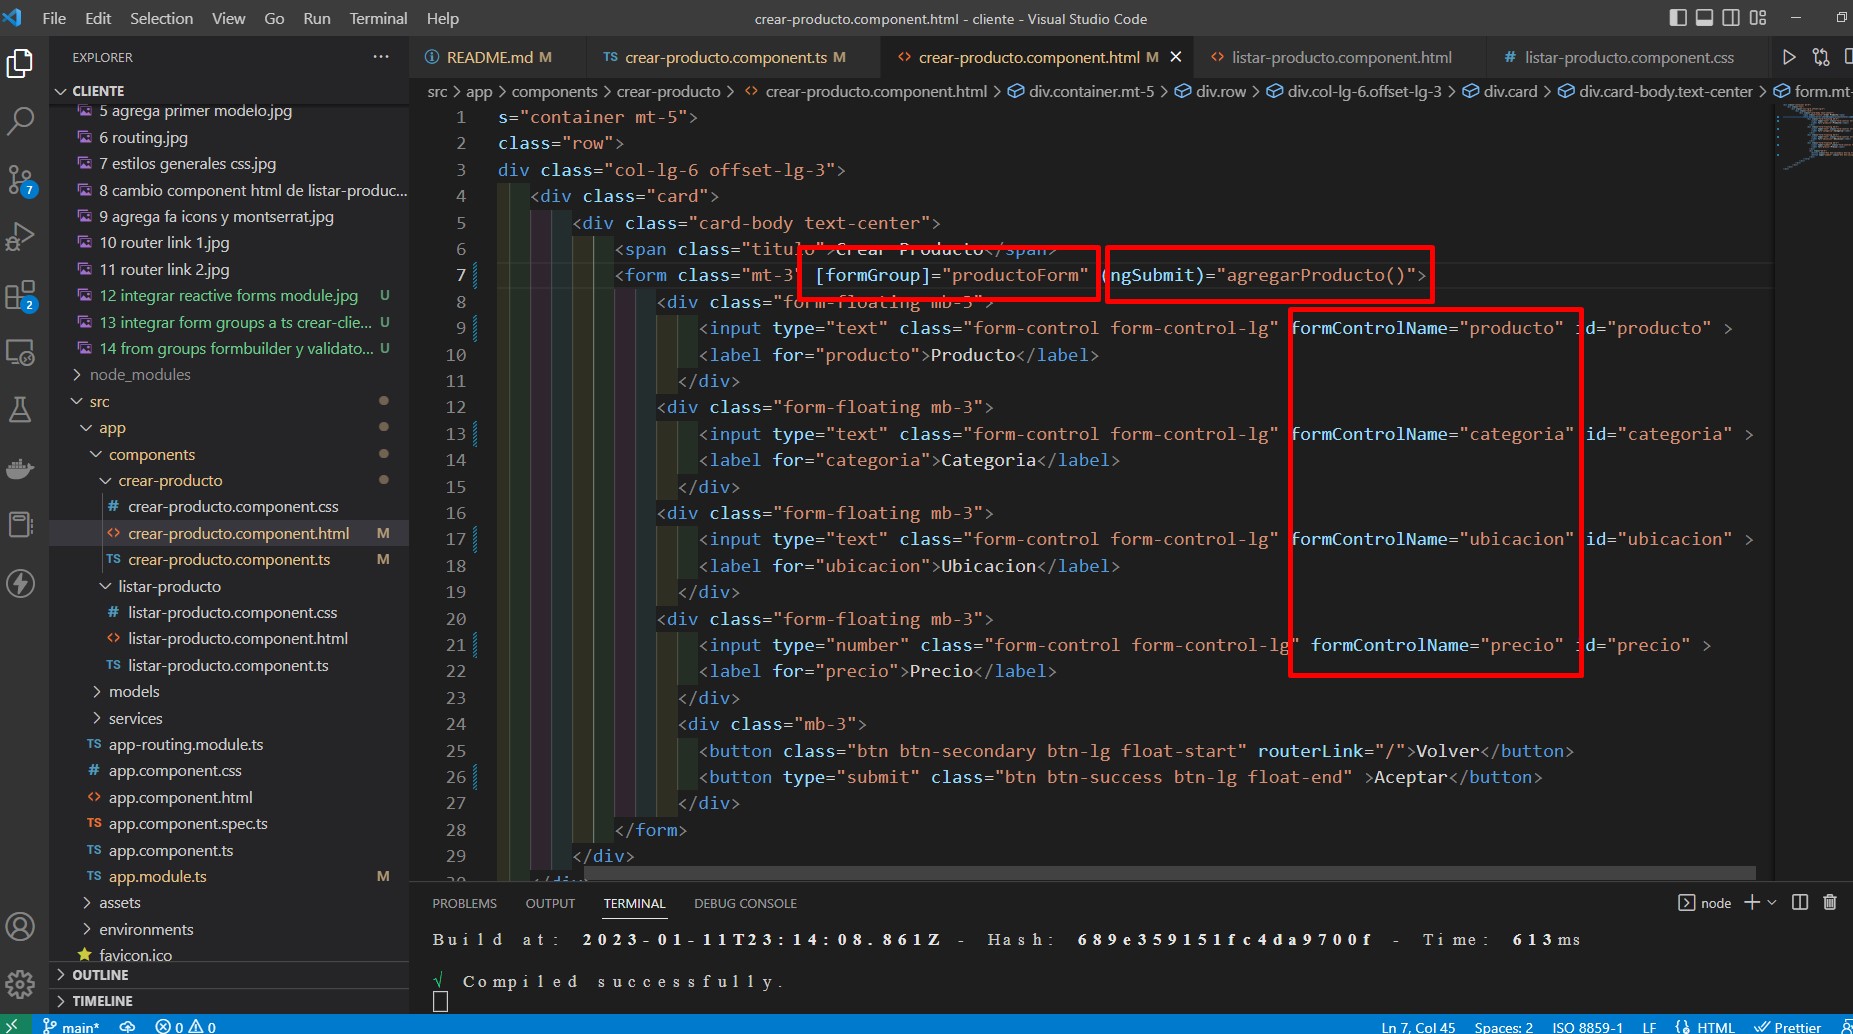 File Edit Selection View Go Run Terminal Help
crear-producto.component.html - cliente - Visual Studio Code
EXPLORER
CLIENTE
5 agrega primer modelo.jpg
6 routing.jpg
7 estilos generales css.jpg
8 cambio component html de listar-produc...
9 agrega fa icons y montserrat.jpg
10 router link 1.jpg
11 router link 2.jpg
12 integrar reactive forms module.jpg U
13 integrar form groups a ts crear-clie... U
14 from groups formbuilder y validato... U
node_modules
src
app
components
crear-producto
crear-producto.component.css
crear-producto.component.html M
TS crear-producto.component.ts M
listar-producto
listar-producto.component.css
listar-producto.component.html
TS listar-producto.component.ts
models
services
TS app-routing.module.ts
app.component.css
app.component.html
TS app.component.spec.ts
TS app.component.ts
TS app.module.ts M
assets
environments
favicon.ico
OUTLINE
TIMELINE
7
2
README.md M
TS crear-producto.component.ts M
crear-producto.component.html M
listar-producto.component.html
listar-producto.component.css
src > app > components > crear-producto > crear-producto.component.html > div.container.mt-5 > div.row > div.col-lg-6.offset-lg-3 > div.card > div.card-body.text-center > form.mt-
1 s="container mt-5">
2 class="row">
3 div class="col-lg-6 offset-lg-3">
4 <div class="card">
5 <div class="card-body text-center">
6 <span class="titulo">Crear Producto</span>
7 <form class="mt-3" [formGroup]="productoForm" (ngSubmit)="agregarProducto()">
8 <div class="form-floating mb-3">
9 <input type="text" class="form-control form-control-lg" formControlName="producto" id="producto" >
10 <label for="producto">Producto</label>
11 </div>
12 <div class="form-floating mb-3">
13 <input type="text" class="form-control form-control-lg" formControlName="categoria" id="categoria" >
14 <label for="categoria">Categoria</label>
15 </div>
16 <div class="form-floating mb-3">
17 <input type="text" class="form-control form-control-lg" formControlName="ubicacion" id="ubicacion" >
18 <label for="ubicacion">Ubicacion</label>
19 </div>
20 <div class="form-floating mb-3">
21 <input type="number" class="form-control form-control-lg" formControlName="precio" id="precio" >
22 <label for="precio">Precio</label>
23 </div>
24 <div class="mb-3">
25 <button class="btn btn-secondary btn-lg float-start" routerLink="/">Volver</button>
26 <button type="submit" class="btn btn-success btn-lg float-end" >Aceptar</button>
27 </div>
28 </form>
29 </div>
30 </div>
PROBLEMS OUTPUT TERMINAL DEBUG CONSOLE
node
Build at: 2023-01-11T23:14:08.861Z - Hash: 689e359151fc4da9700f - Time: 613ms
√ Compiled successfully.
main* 0 0
Ln 7, Col 45 Spaces: 2 ISO 8859-1 LF HTML Prettier